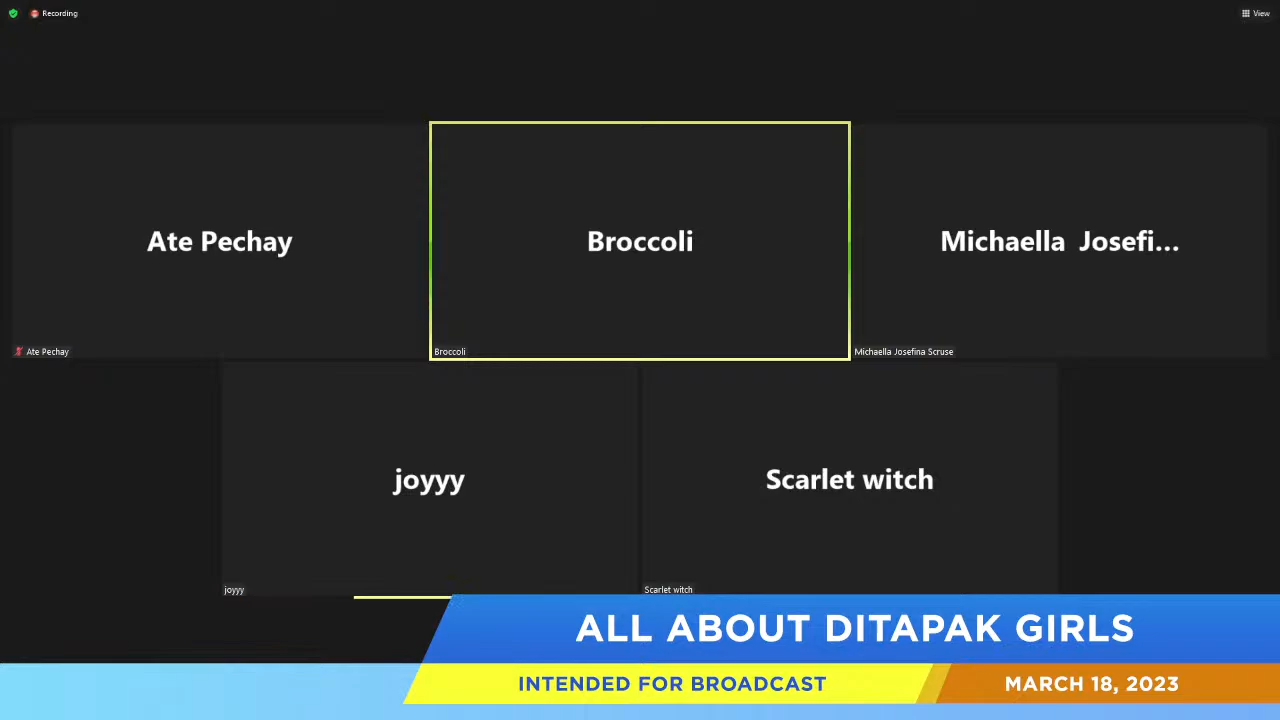 Recording
View
Ate Pechay
Broccoli
Michaella Josefi...
Ate Pechay
Broccoli
Michaella Josefina Scruse
joyyy
Scarlet witch
joyyy
Scarlet witch
ALL ABOUT DITAPAK GIRLS
INTENDED FOR BROADCAST
MARCH 18, 2023